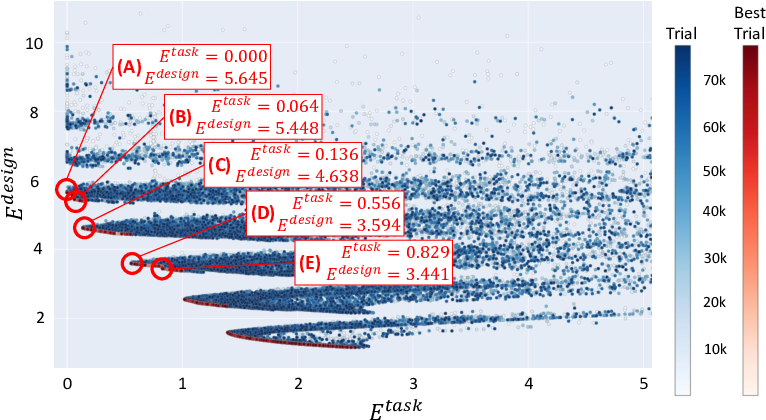 Best
Trial Trial
10
8
6
4
2
E^design
(A) E^task = 0.000
E^design = 5.645
(B) E^task = 0.064
E^design = 5.448
(C) E^task = 0.136
E^design = 4.638
(D) E^task = 0.556
E^design = 3.594
(E) E^task = 0.829
E^design = 3.441
70k
60k
50k
40k
30k
20k
10k
0 1 2 3 4 5
E^task